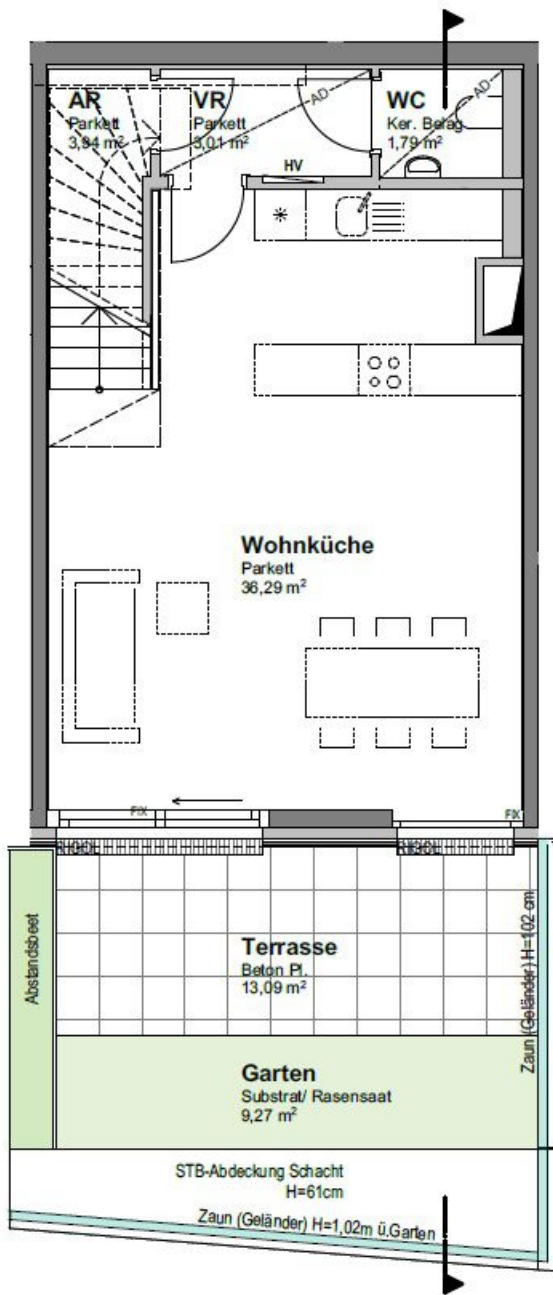 AR
Parkett
3,94 m²
VR
Parkett
3,01 m²
AD
WC
Ker. Belag
1,79 m²
AD
HV
Wohnküche
Parkett
36,29 m²
FIX
FIX
RIGOL
RIGOL
Abstandsbeet
Terrasse
Beton Pl.
13,09 m²
Zaun (Geländer) H=102 cm
Garten
Substrat/ Rasensaat
9,27 m²
STB-Abdeckung Schacht
H=61cm
Zaun (Geländer) H=1,02m ü.Garten